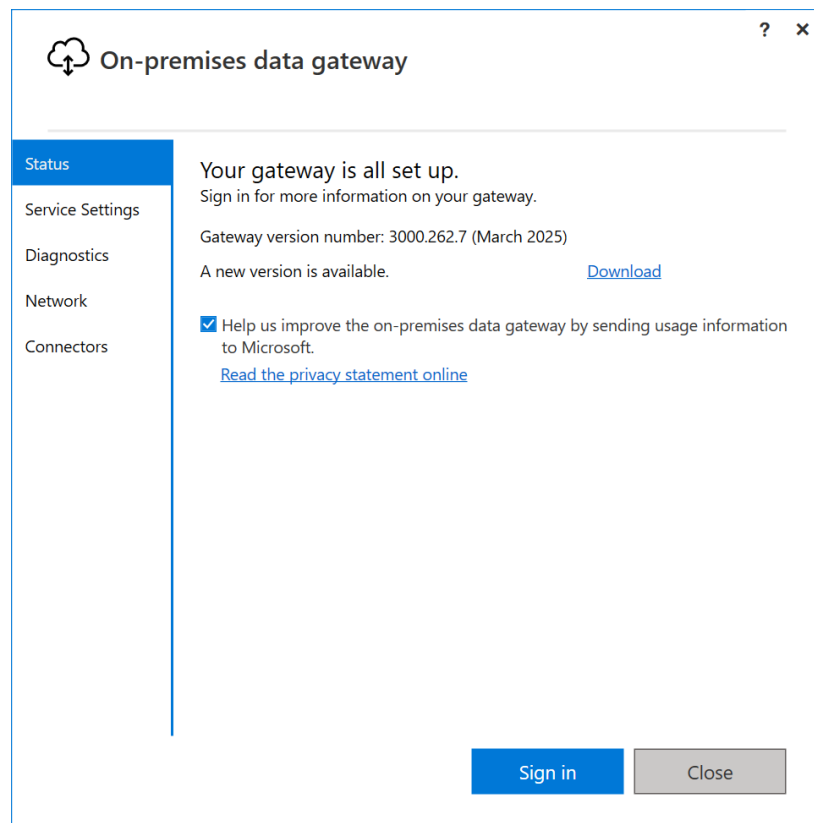 ? ×
On-premises data gateway
Status
Service Settings
Diagnostics
Network
Connectors
Your gateway is all set up.
Sign in for more information on your gateway.
Gateway version number: 3000.262.7 (March 2025)
A new version is available. Download
Help us improve the on-premises data gateway by sending usage information
to Microsoft.
Read the privacy statement online
Sign in Close